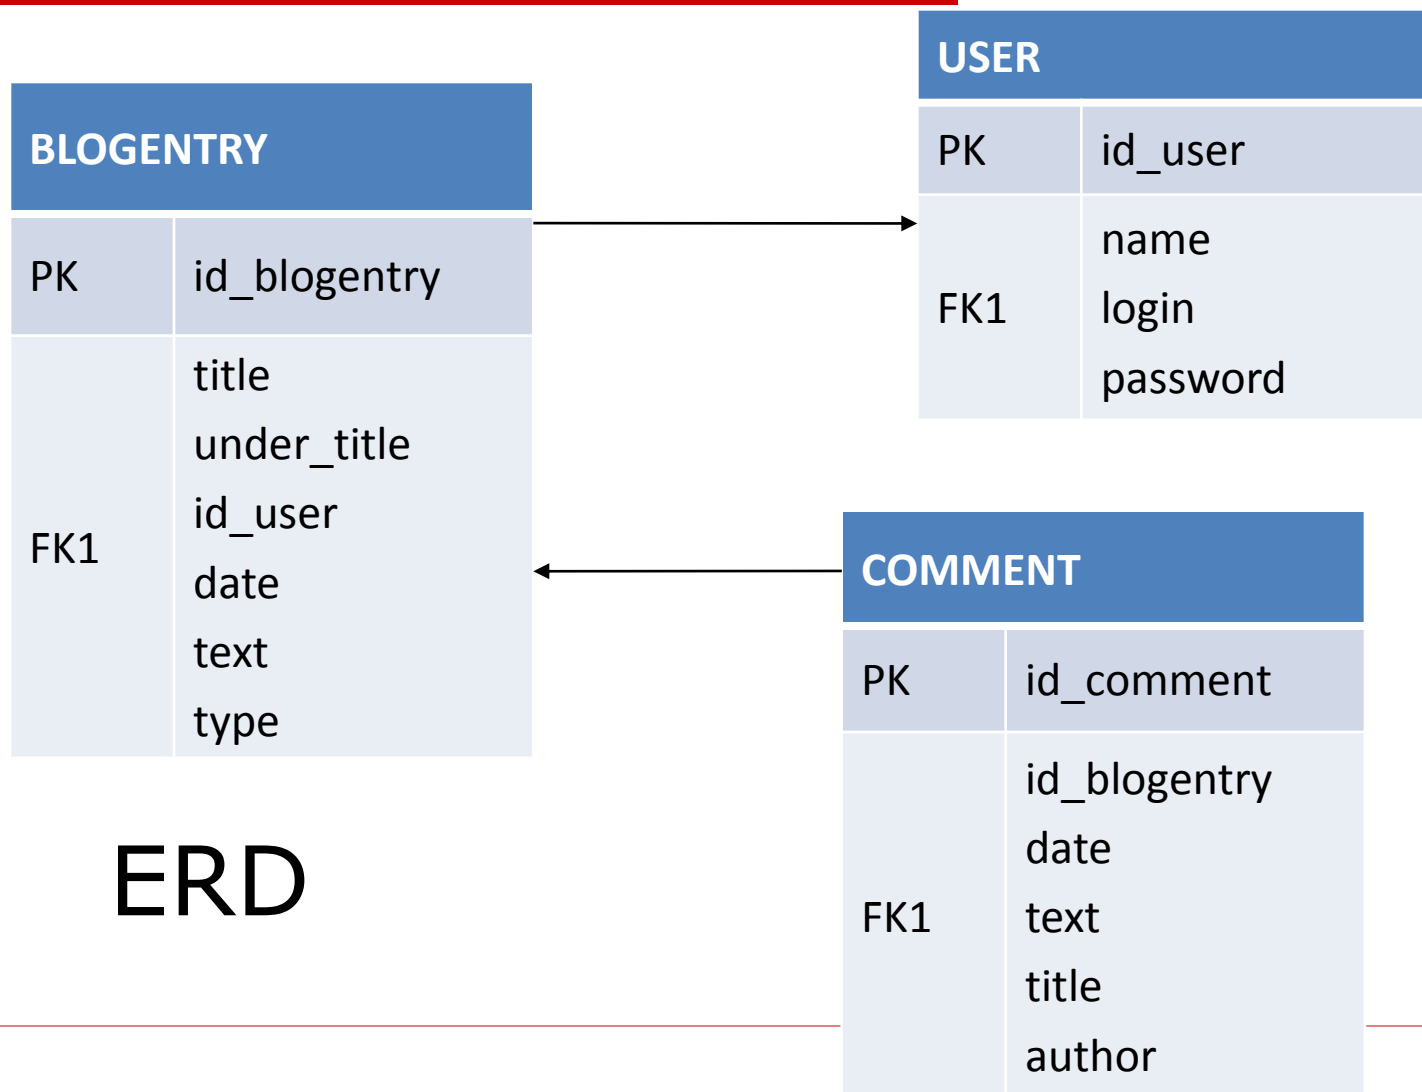 BLOGENTRY
PK id_blogentry
title
under_title
id_user
FK1
date
text
type
USER
PK id_user
name
FK1 login
password
COMMENT
PK id_comment
id_blogentry
date
FK1 text
title
author
ERD